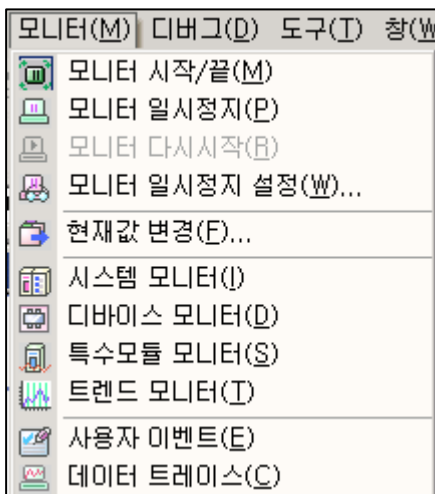 모니터(M) 디버그(D) 도구(T) 창(W
모니터 시작/끝(M)
모니터 일시정지(P)
모니터 다시시작(R)
모니터 일시정지 설정(W)...
현재값 변경(F)...
시스템 모니터(I)
디바이스 모니터(D)
특수모듈 모니터(S)
트렌드 모니터(T)
사용자 이벤트(E)
데이터 트레이스(C)